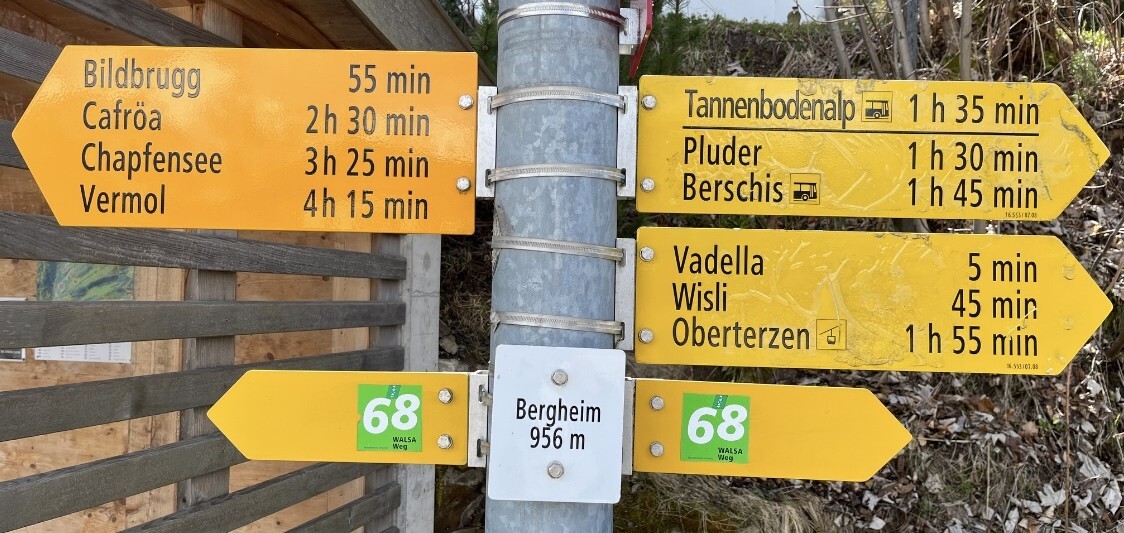 Bildbrugg 55 min
Cafröa 2 h 30 min
Chapfensee 3 h 25 min
Vermol 4 h 15 min
Tannenbodenalp 1 h 35 min
Pluder 1 h 30 min
Berschis 1 h 45 min
Vadella 5 min
Wisli 45 min
Oberterzen 1 h 55 min
68
WALSA
Weg
Bergheim
956 m
68
WALSA
Weg